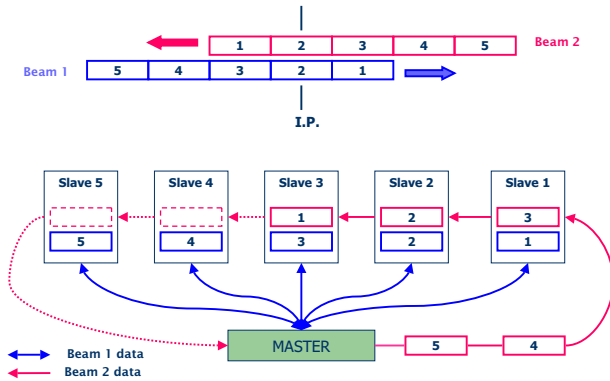 1 2 3 4 5 Beam 2
Beam 1 5 4 3 2 1
I.P.
Slave 5 Slave 4 Slave 3 Slave 2 Slave 1
1 2 3
5 4 3 2 1
MASTER 5 4
Beam 1 data
Beam 2 data